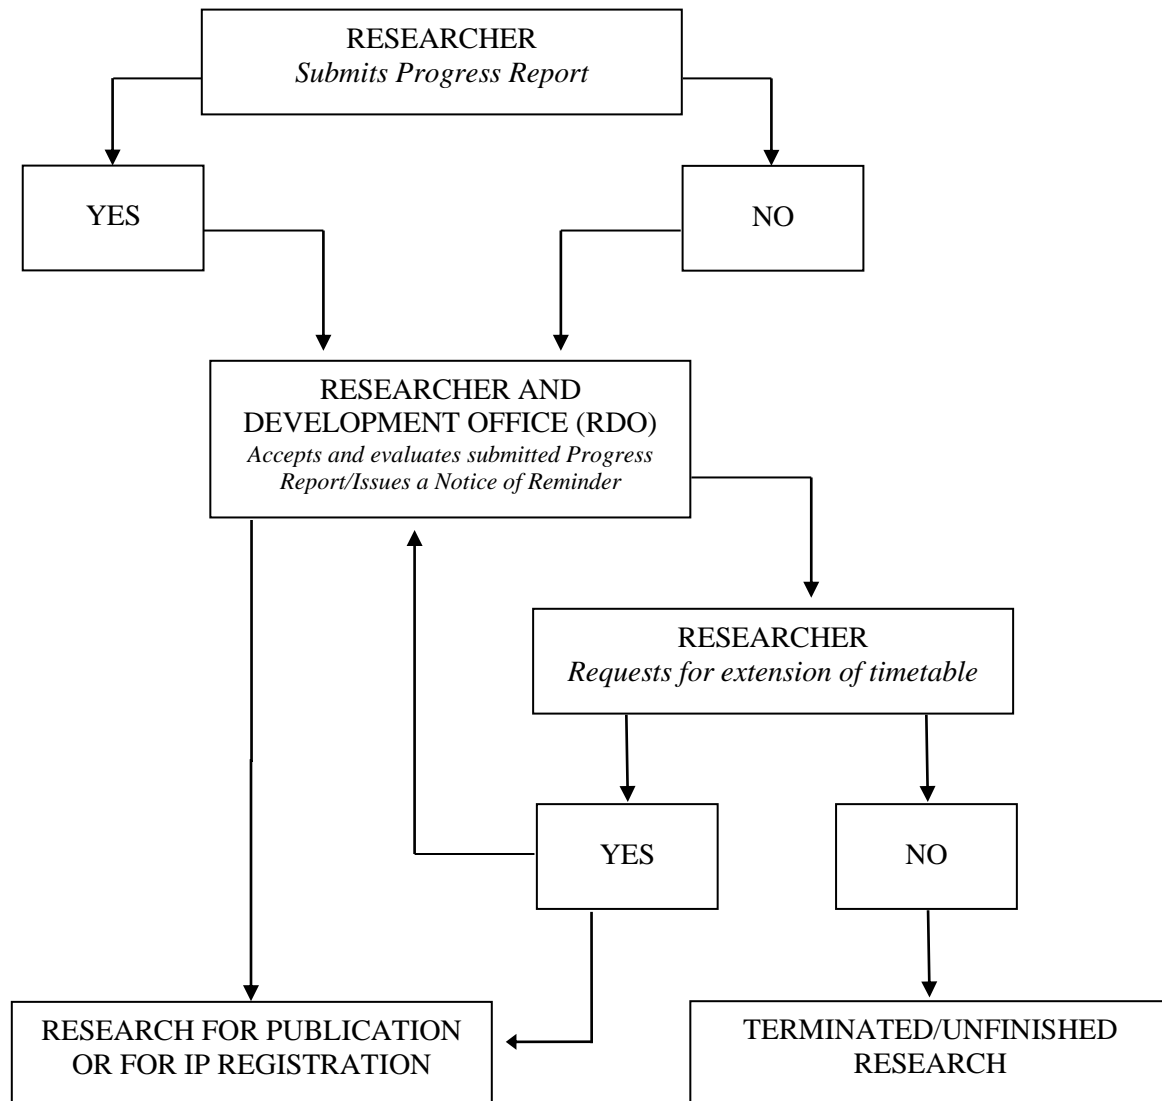 RESEARCHER
Submits Progress Report
YES
NO
RESEARCHER AND
DEVELOPMENT OFFICE (RDO)
Accepts and evaluates submitted Progress
Report/Issues a Notice of Reminder
RESEARCHER
Requests for extension of timetable
YES
NO
RESEARCH FOR PUBLICATION
OR FOR IP REGISTRATION
TERMINATED/UNFINISHED
RESEARCH